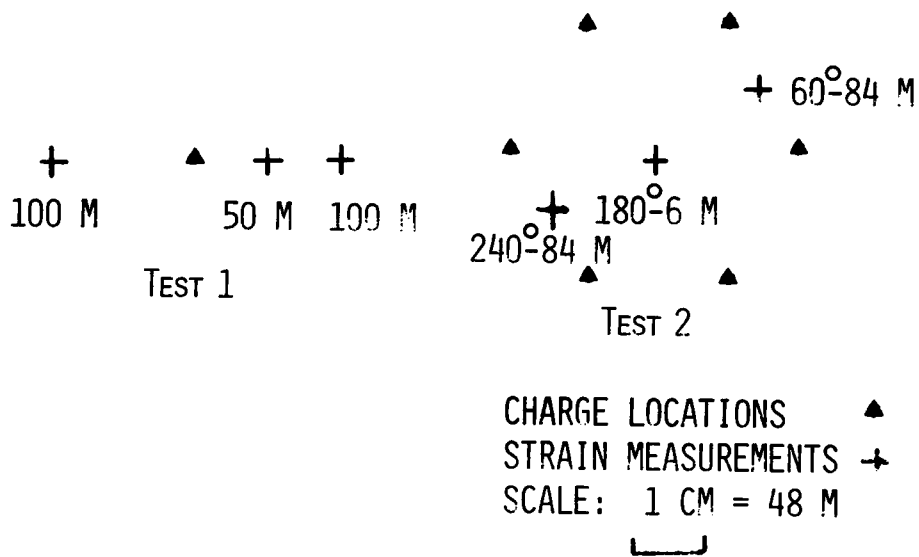 60°-84 M
100 M
50 M
100 M
180°-6 M
240°-84 M
TEST 1
TEST 2
CHARGE LOCATIONS
STRAIN MEASUREMENTS
SCALE: 1 CM = 48 M